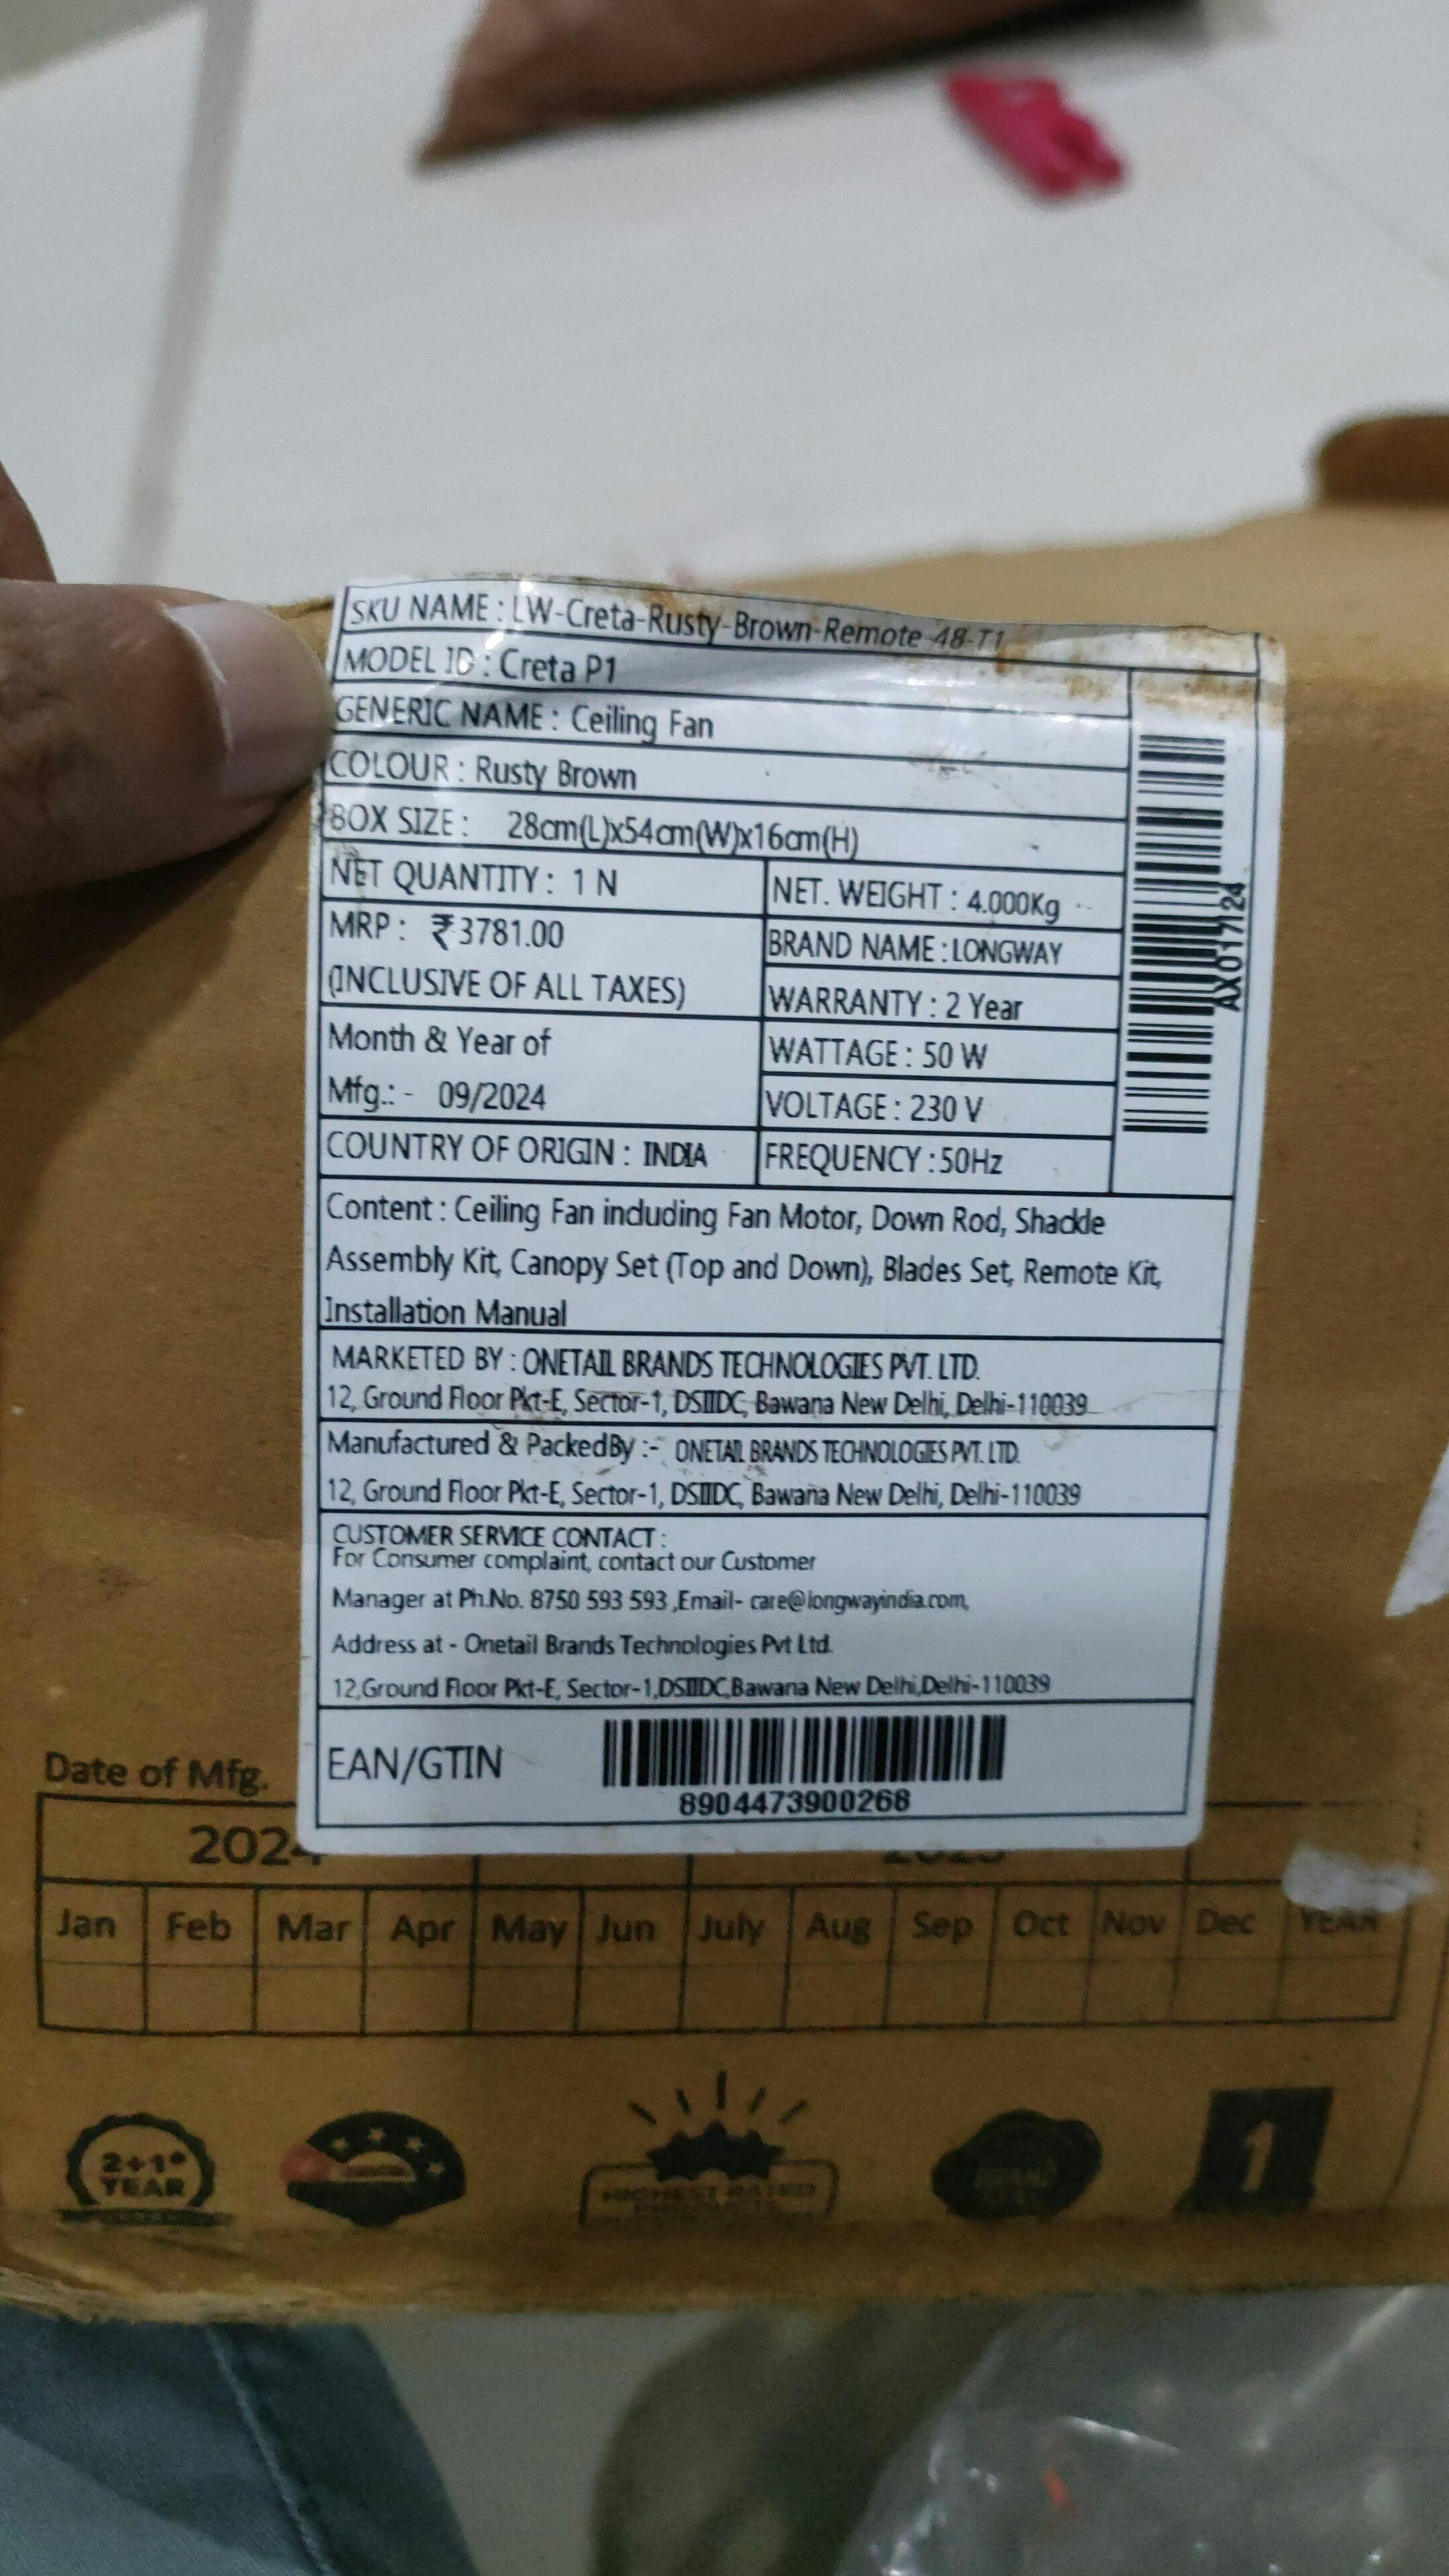 SKU NAME : LW-Creta-Rusty-Brown-Remote-48-T1
MODEL ID : Creta P1
GENERIC NAME : Ceiling Fan
COLOUR : Rusty Brown
BOX SIZE : 28cm(L)x54cm(W)x16cm(H)
NET QUANTITY : 1 N
NET. WEIGHT : 4.000Kg
MRP : ₹3781.00
(INCLUSIVE OF ALL TAXES)
BRAND NAME : LONGWAY
WARRANTY : 2 Year
Month & Year of
Mfg.: - 09/2024
WATTAGE : 50 W
VOLTAGE : 230 V
COUNTRY OF ORIGIN : INDIA
FREQUENCY : 50Hz
AX017124
Content : Ceiling Fan including Fan Motor, Down Rod, Shackle
Assembly Kit, Canopy Set (Top and Down), Blades Set, Remote Kit,
Installation Manual
MARKETED BY : ONETAIL BRANDS TECHNOLOGIES PVT. LTD.
12, Ground Floor Pkt-E, Sector-1, DSIIDC, Bawana New Delhi, Delhi-110039
Manufactured & PackedBy :- ONETAIL BRANDS TECHNOLOGIES PVT. LTD.
12, Ground Floor Pkt-E, Sector-1, DSIIDC, Bawana New Delhi, Delhi-110039
CUSTOMER SERVICE CONTACT :
For Consumer complaint, contact our Customer
Manager at Ph.No. 8750 593 593 ,Email- care@longwayindia.com,
Address at - Onetail Brands Technologies Pvt Ltd.
12,Ground Floor Pkt-E, Sector-1,DSIIDC,Bawana New Delhi,Delhi-110039
EAN/GTIN
8904473900268
Date of Mfg.
2024
Jan Feb Mar Apr May Jun July Aug Sep Oct Nov Dec YEAR
2+1*
YEAR
HIGHEST RATED
1